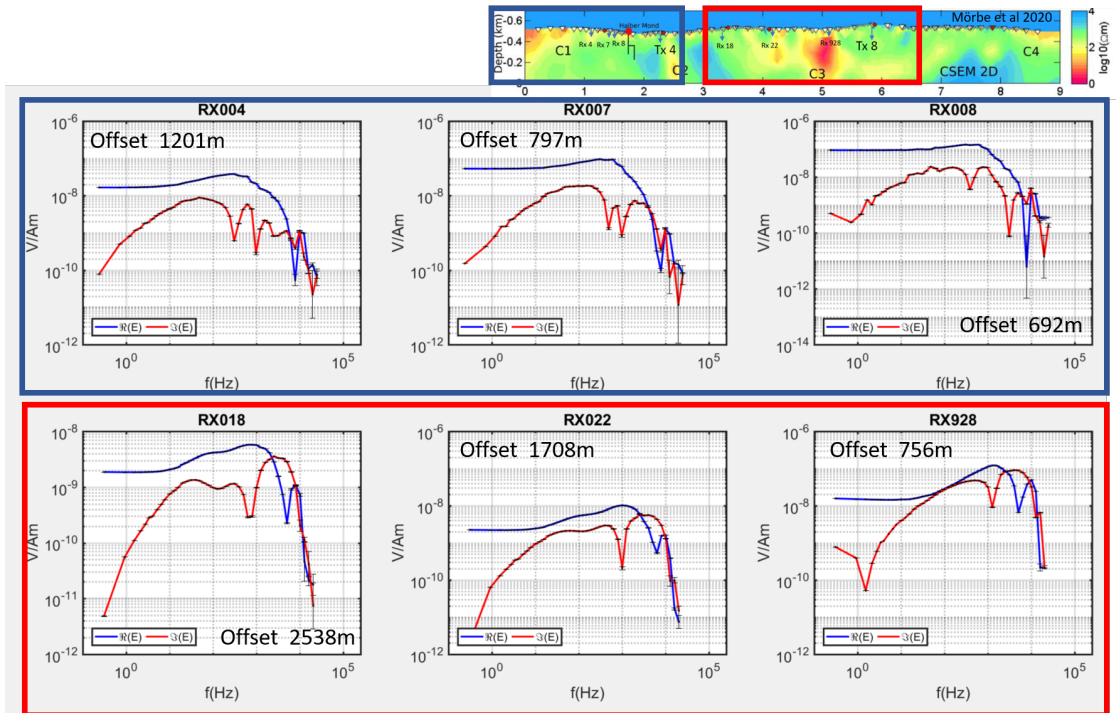 Mörbe et al 2020
Depth (-km)
-0.6
-0.4
-0.2
Halber Mond
C1
Rx 4
Rx 7
Rx 8
Tx 4
C2
Rx 18
Rx 22
Rx 928
Tx 8
C3
CSEM 2D
C4
0 1 2 3 4 5 6 7 8 9
4
2
0
log10(Ωm)
RX004
Offset 1201m
10^-6
10^-8
10^-10
10^-12
V/Am
ℜ(E) ℑ(E)
10^0 10^5
f(Hz)
RX007
Offset 797m
10^-6
10^-8
10^-10
10^-12
V/Am
ℜ(E) ℑ(E)
10^0 10^5
f(Hz)
RX008
10^-6
10^-8
10^-10
10^-12
10^-14
V/Am
Offset 692m
ℜ(E) ℑ(E)
10^0 10^5
f(Hz)
RX018
10^-8
10^-9
10^-10
10^-11
10^-12
V/Am
ℜ(E) ℑ(E)
Offset 2538m
10^0 10^5
f(Hz)
RX022
Offset 1708m
10^-6
10^-8
10^-10
10^-12
V/Am
ℜ(E) ℑ(E)
10^0 10^5
f(Hz)
RX928
Offset 756m
10^-6
10^-8
10^-10
10^-12
V/Am
ℜ(E) ℑ(E)
10^0 10^5
f(Hz)